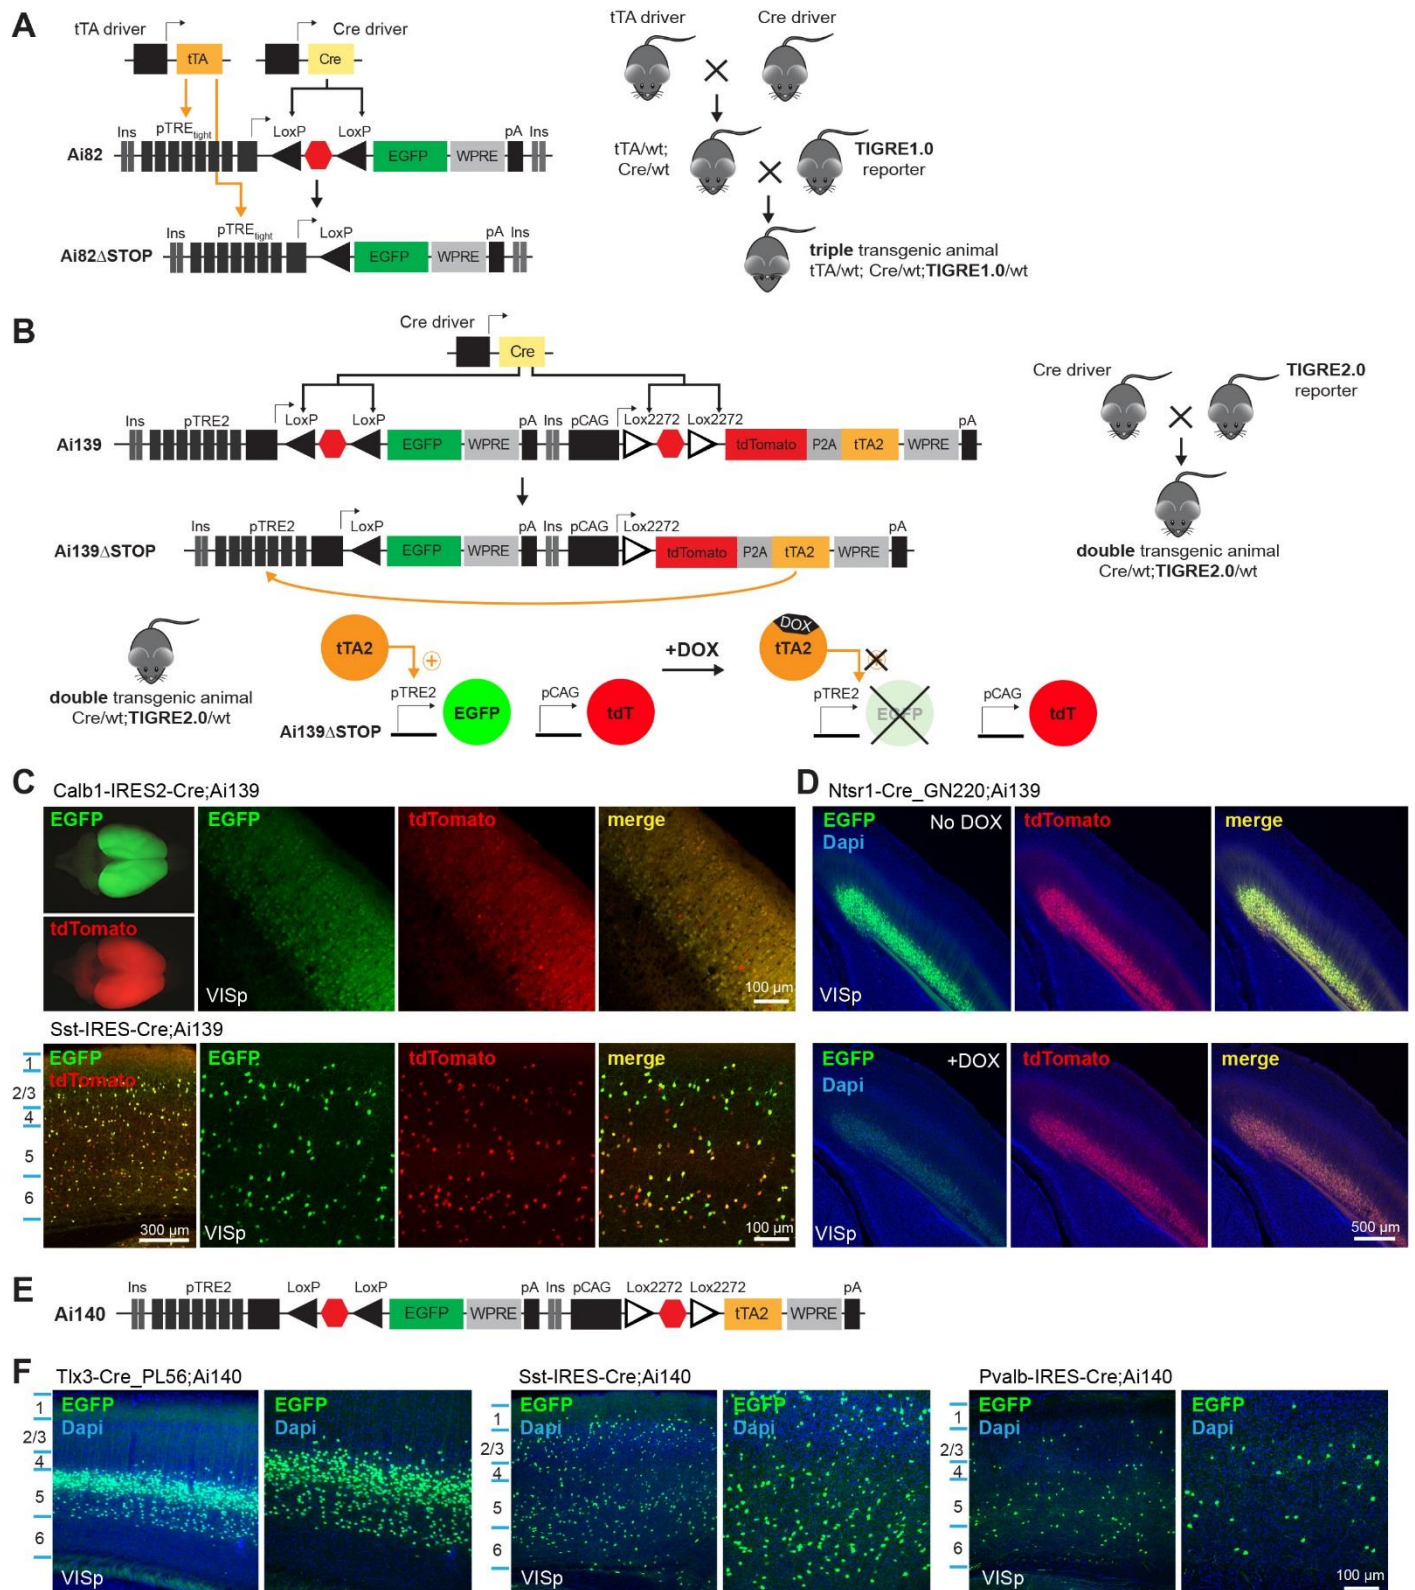 A
tTA driver
Cre driver
tTA
Cre
Ins
pTREtight
LoxP
LoxP
pA
Ins
Ai82
EGFP
WPRE
Ins
pTREtight
LoxP
pA
Ins
Ai82ΔSTOP
EGFP
WPRE
tTA driver
Cre driver
tTA/wt;
Cre/wt
TIGRE1.0
reporter
triple transgenic animal
tTA/wt; Cre/wt;TIGRE1.0/wt
B
Cre driver
Cre
Ins
pTRE2
LoxP
LoxP
pA
Ins
pCAG
Lox2272
Lox2272
pA
Ai139
EGFP
WPRE
tdTomato
P2A
tTA2
WPRE
Ins
pTRE2
LoxP
pA
Ins
pCAG
Lox2272
pA
Ai139ΔSTOP
EGFP
WPRE
tdTomato
P2A
tTA2
WPRE
Cre driver
TIGRE2.0
reporter
double transgenic animal
Cre/wt;TIGRE2.0/wt
double transgenic animal
Cre/wt;TIGRE2.0/wt
tTA2
+
pTRE2
EGFP
pCAG
tdT
Ai139ΔSTOP
+DOX
DOX
tTA2
pTRE2
EGFP
pCAG
tdT
C
Calb1-IRES2-Cre;Ai139
EGFP
tdTomato
EGFP
VISp
tdTomato
merge
100 µm
Sst-IRES-Cre;Ai139
1
2/3
4
5
6
EGFP
tdTomato
300 µm
EGFP
VISp
tdTomato
merge
100 µm
D
Ntsr1-Cre_GN220;Ai139
EGFP
Dapi
No DOX
VISp
tdTomato
merge
EGFP
Dapi
+DOX
VISp
tdTomato
merge
500 µm
E
Ins
pTRE2
LoxP
LoxP
pA
Ins
pCAG
Lox2272
Lox2272
pA
Ai140
EGFP
WPRE
tTA2
WPRE
F
Tlx3-Cre_PL56;Ai140
1
2/3
4
5
6
EGFP
Dapi
VISp
EGFP
Dapi
Sst-IRES-Cre;Ai140
1
2/3
4
5
6
EGFP
Dapi
VISp
EGFP
Dapi
Pvalb-IRES-Cre;Ai140
1
2/3
4
5
6
EGFP
Dapi
VISp
EGFP
Dapi
100 µm